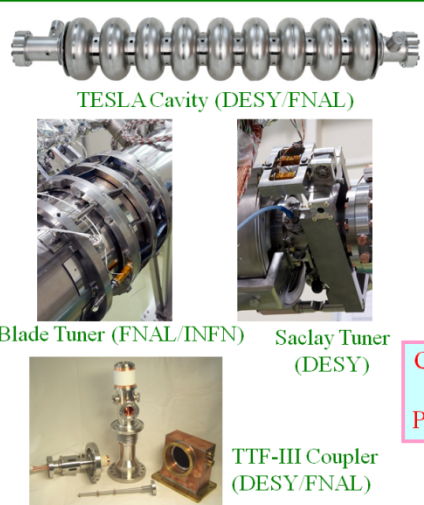 TESLA Cavity (DESY/FNAL)
Blade Tuner (FNAL/INFN)
Saclay Tuner
(DESY)
TTF-III Coupler
(DESY/FNAL)